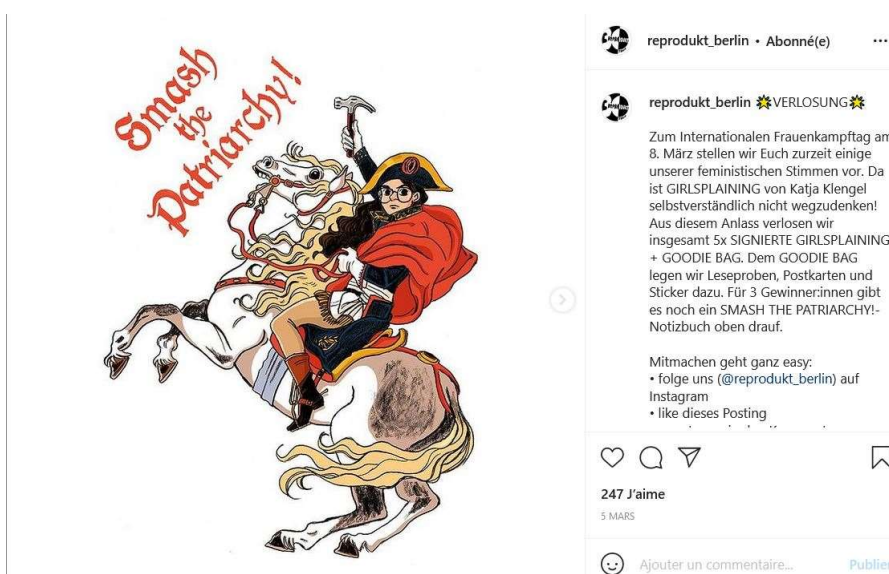 Smash
the
Patriarchy!
reprodukt_berlin • Abonné(e)
reprodukt_berlin 💥VERLOSUNG💥
Zum Internationalen Frauenkampftag am
8. März stellen wir Euch zurzeit einige
unserer feministischen Stimmen vor. Da
ist GIRLSPLAINING von Katja Klengel
selbstverständlich nicht wegzudenken!
Aus diesem Anlass verlosen wir
insgesamt 5x SIGNIERTE GIRLSPLAINING
+ GOODIE BAG. Dem GOODIE BAG
legen wir Leseproben, Postkarten und
Sticker dazu. Für 3 Gewinner:innen gibt
es noch ein SMASH THE PATRIARCHY!-
Notizbuch oben drauf.
Mitmachen geht ganz easy:
• folge uns (@reprodukt_berlin) auf
Instagram
• like dieses Posting
247 J'aime
5 MARS
Ajouter un commentaire...
Publier